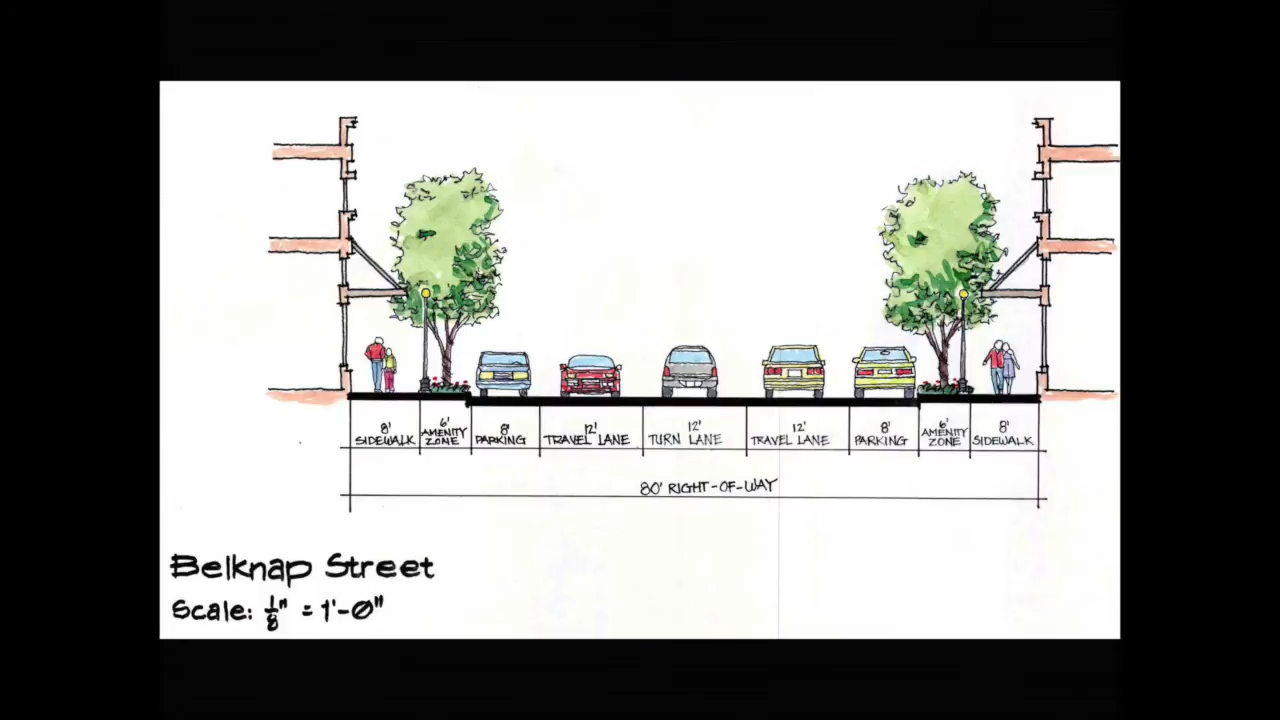 8'
SIDEWALK
6'
AMENITY
ZONE
8'
PARKING
12'
TRAVEL LANE
12'
TURN LANE
12'
TRAVEL LANE
8'
PARKING
6'
AMENITY
ZONE
8'
SIDEWALK
80' RIGHT-OF-WAY
Belknap Street
Scale: 1/8" = 1'-0"